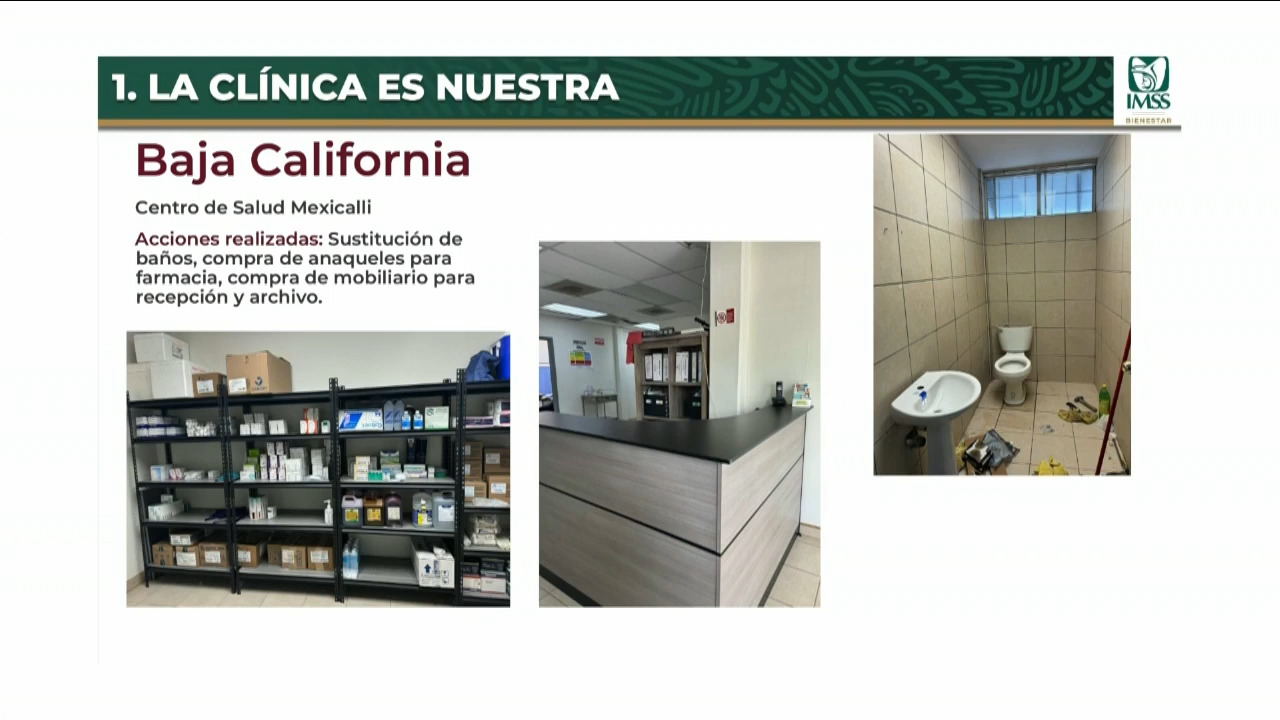 1. LA CLÍNICA ES NUESTRA
IMSS
BIENESTAR
Baja California
Centro de Salud Mexicalli
Acciones realizadas: Sustitución de
baños, compra de anaqueles para
farmacia, compra de mobiliario para
recepción y archivo.